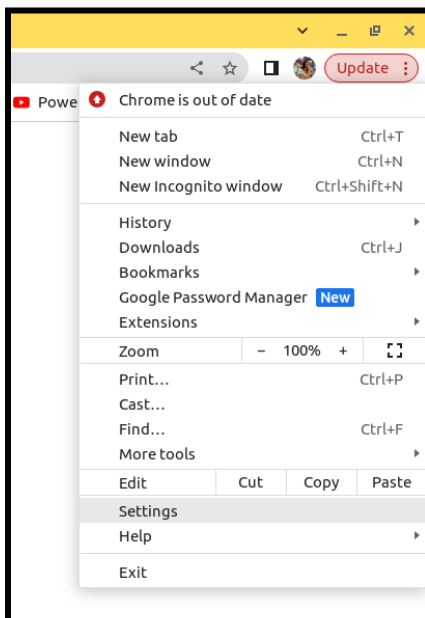 Update
Powe
Chrome is out of date
New tab Ctrl+T
New window Ctrl+N
New Incognito window Ctrl+Shift+N
History
Downloads Ctrl+J
Bookmarks
Google Password Manager New
Extensions
Zoom - 100% +
Print... Ctrl+P
Cast...
Find... Ctrl+F
More tools
Edit Cut Copy Paste
Settings
Help
Exit